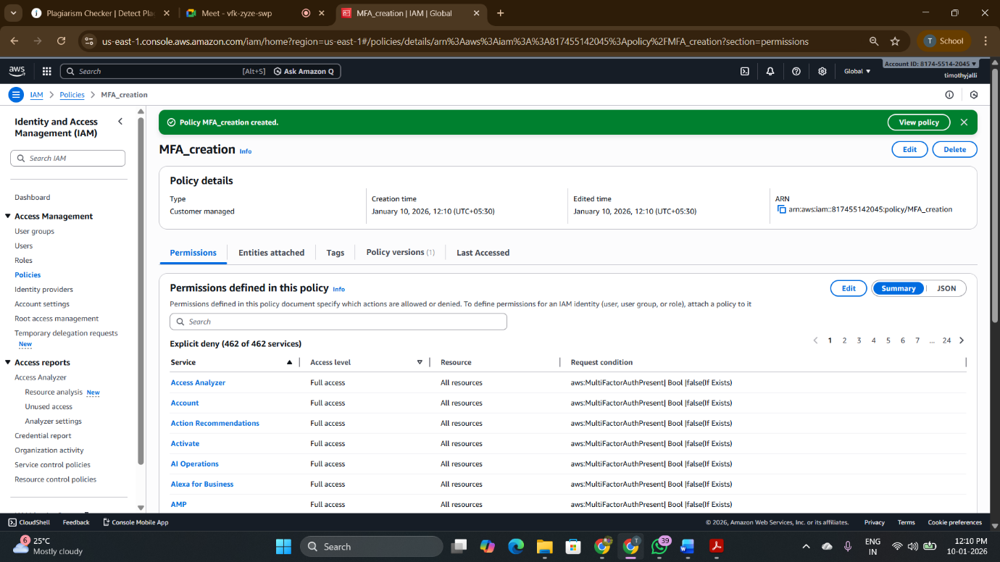 Plagiarism Checker | Detect Pla
Meet - vfk-zyze-swp
MFA_creation | IAM | Global
us-east-1.console.aws.amazon.com/iam/home?region=us-east-1#/policies/details/arn%3Aaws%3Aiam%3A%3A817455142045%3Apolicy%2FMFA_creation?section=permissions
T School
aws
Search [Alt+S] Ask Amazon Q
Global
Account ID: 8174-5514-2045
timothyjalli
IAM > Policies > MFA_creation
Identity and Access
Management (IAM)
Search IAM
Dashboard
Access Management
User groups
Users
Roles
Policies
Identity providers
Account settings
Root access management
Temporary delegation requests
New
Access reports
Access Analyzer
Resource analysis New
Unused access
Analyzer settings
Credential report
Organization activity
Service control policies
Resource control policies
Policy MFA_creation created.
View policy
MFA_creation Info
Edit Delete
Policy details
Type
Customer managed
Creation time
January 10, 2026, 12:10 (UTC+05:30)
Edited time
January 10, 2026, 12:10 (UTC+05:30)
ARN
arn:aws:iam::817455142045:policy/MFA_creation
Permissions Entities attached Tags Policy versions (1) Last Accessed
Permissions defined in this policy Info
Edit Summary JSON
Permissions defined in this policy document specify which actions are allowed or denied. To define permissions for an IAM identity (user, user group, or role), attach a policy to it
Search
Explicit deny (462 of 462 services)
1 2 3 4 5 6 7 ... 24
Service Access level Resource Request condition
Access Analyzer Full access All resources aws:MultiFactorAuthPresent| Bool |false(If Exists)
Account Full access All resources aws:MultiFactorAuthPresent| Bool |false(If Exists)
Action Recommendations Full access All resources aws:MultiFactorAuthPresent| Bool |false(If Exists)
Activate Full access All resources aws:MultiFactorAuthPresent| Bool |false(If Exists)
AI Operations Full access All resources aws:MultiFactorAuthPresent| Bool |false(If Exists)
Alexa for Business Full access All resources aws:MultiFactorAuthPresent| Bool |false(If Exists)
AMP Full access All resources aws:MultiFactorAuthPresent| Bool |false(If Exists)
CloudShell Feedback Console Mobile App
© 2026, Amazon Web Services, Inc. or its affiliates. Privacy Terms Cookie preferences
6
25°C
Mostly cloudy
Search
T
39
ENG
IN
12:10 PM
10-01-2026